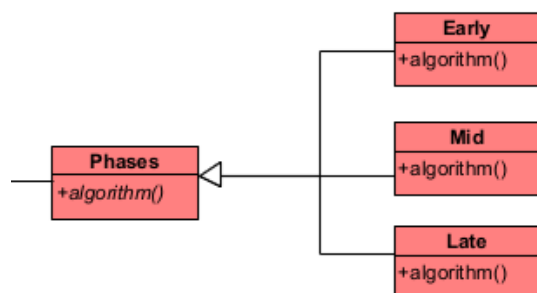 Early
+algorithm()
Phases
+algorithm()
Mid
+algorithm()
Late
+algorithm()